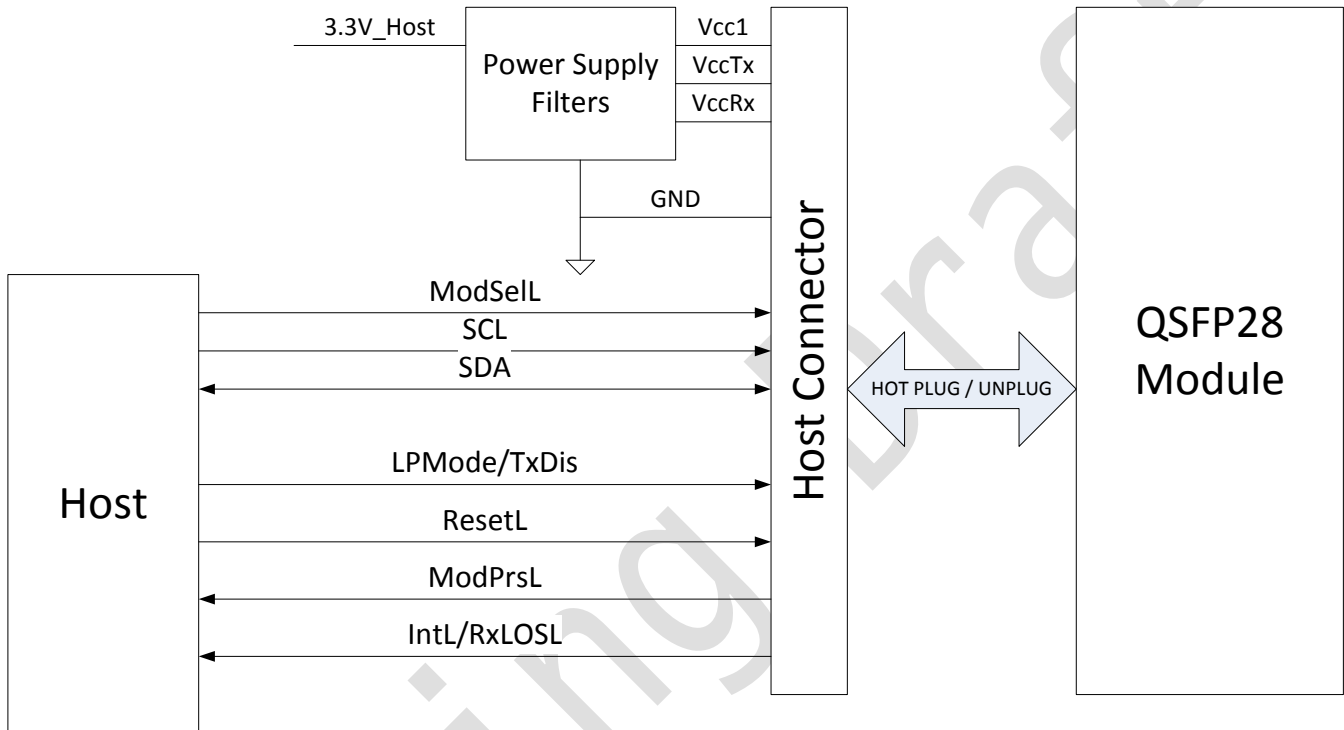 3.3V_Host
Power Supply
Filters
Vcc1
VccTx
VccRx
GND
ModSelL
SCL
SDA
LPMode/TxDis
ResetL
ModPrsL
IntL/RxLOSL
Host
Host Connector
HOT PLUG / UNPLUG
QSFP28
Module